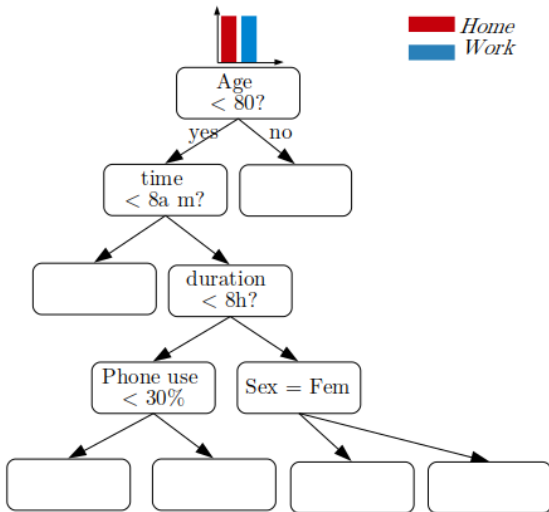 Home
Work
Age
< 80?
yes
no
time
< 8a m?
duration
< 8h?
Phone use
< 30%
Sex = Fem